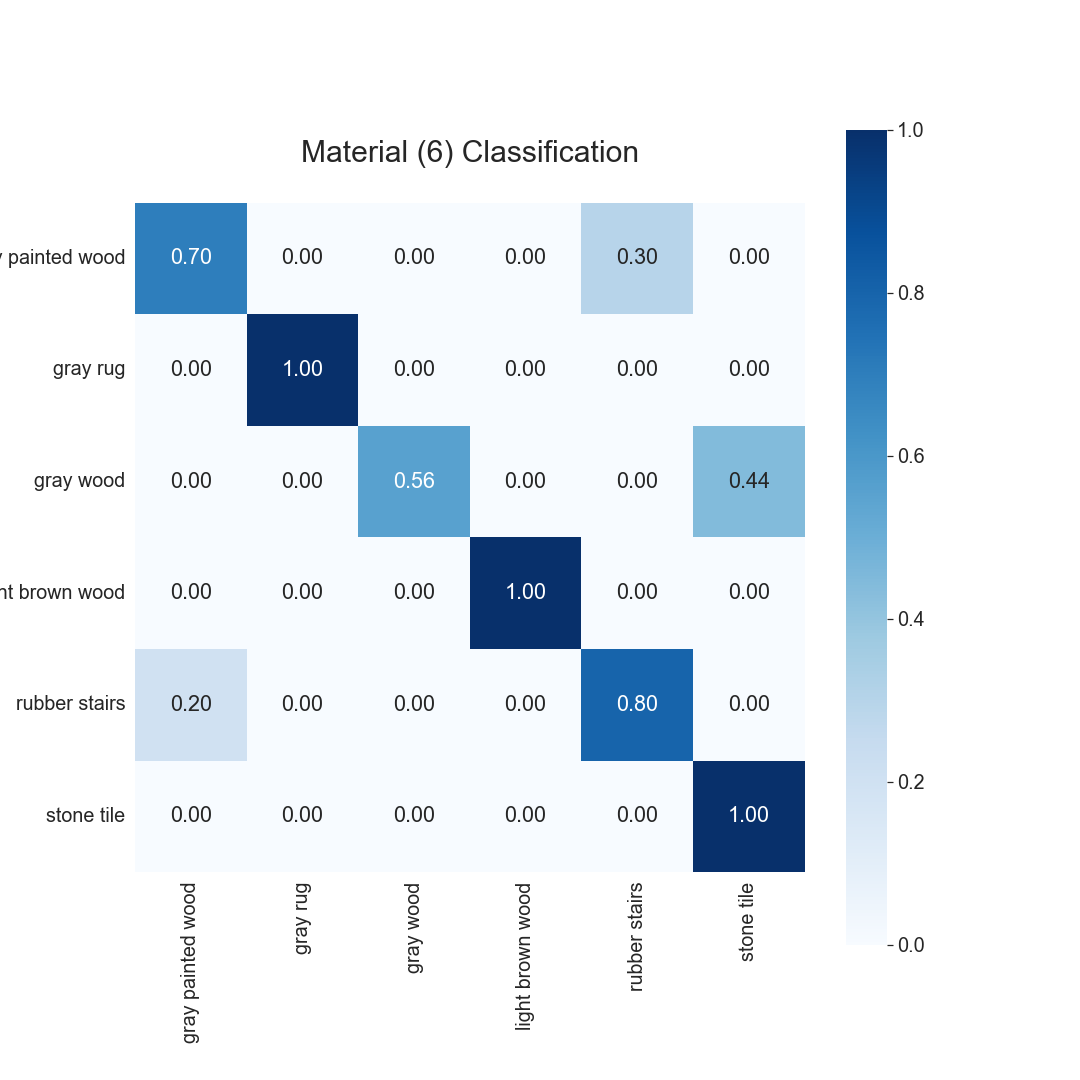 Material (6) Classification
painted wood 0.70 0.00 0.00 0.00 0.30 0.00
gray rug 0.00 1.00 0.00 0.00 0.00 0.00
gray wood 0.00 0.00 0.56 0.00 0.00 0.44
brown wood 0.00 0.00 0.00 1.00 0.00 0.00
rubber stairs 0.20 0.00 0.00 0.00 0.80 0.00
stone tile 0.00 0.00 0.00 0.00 0.00 1.00
gray painted wood
gray rug
gray wood
light brown wood
rubber stairs
stone tile
1.0
0.8
0.6
0.4
0.2
0.0